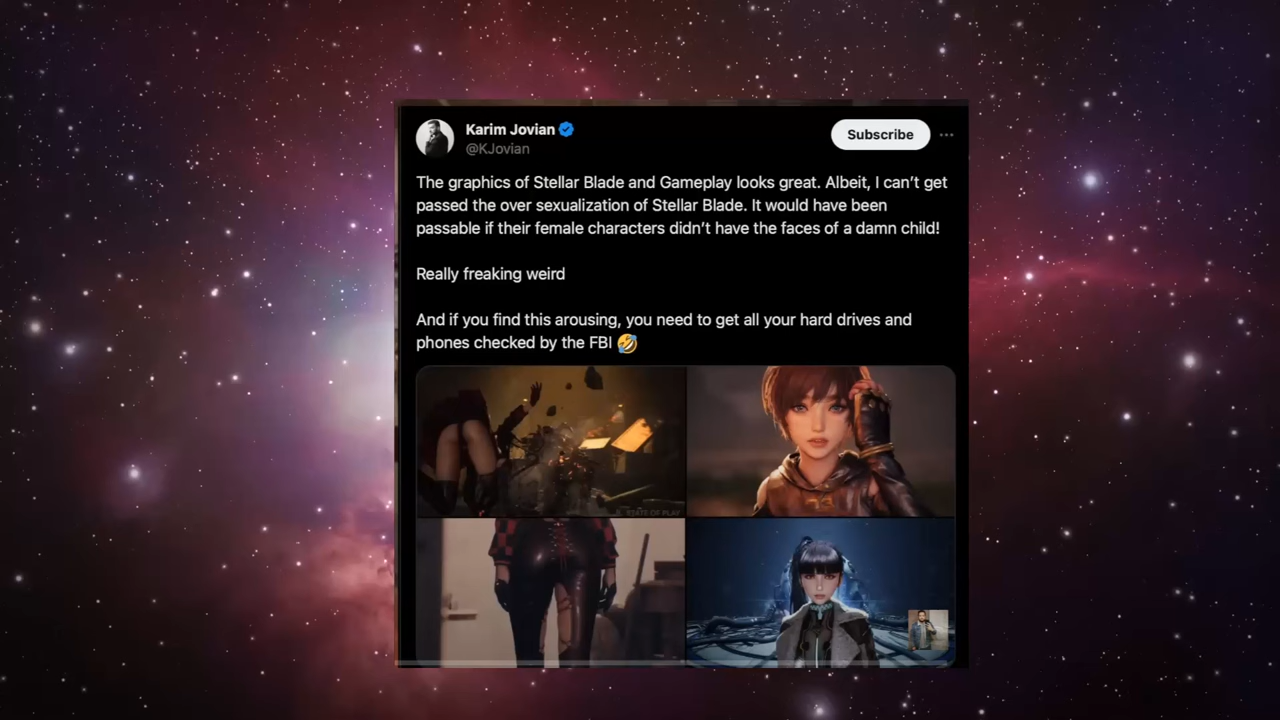 Karim Jovian
@KJovian
Subscribe
The graphics of Stellar Blade and Gameplay looks great. Albeit, I can't get
passed the over sexualization of Stellar Blade. It would have been
passable if their female characters didn't have the faces of a damn child!
Really freaking weird
And if you find this arousing, you need to get all your hard drives and
phones checked by the FBI 🤣
STATE OF PLAY